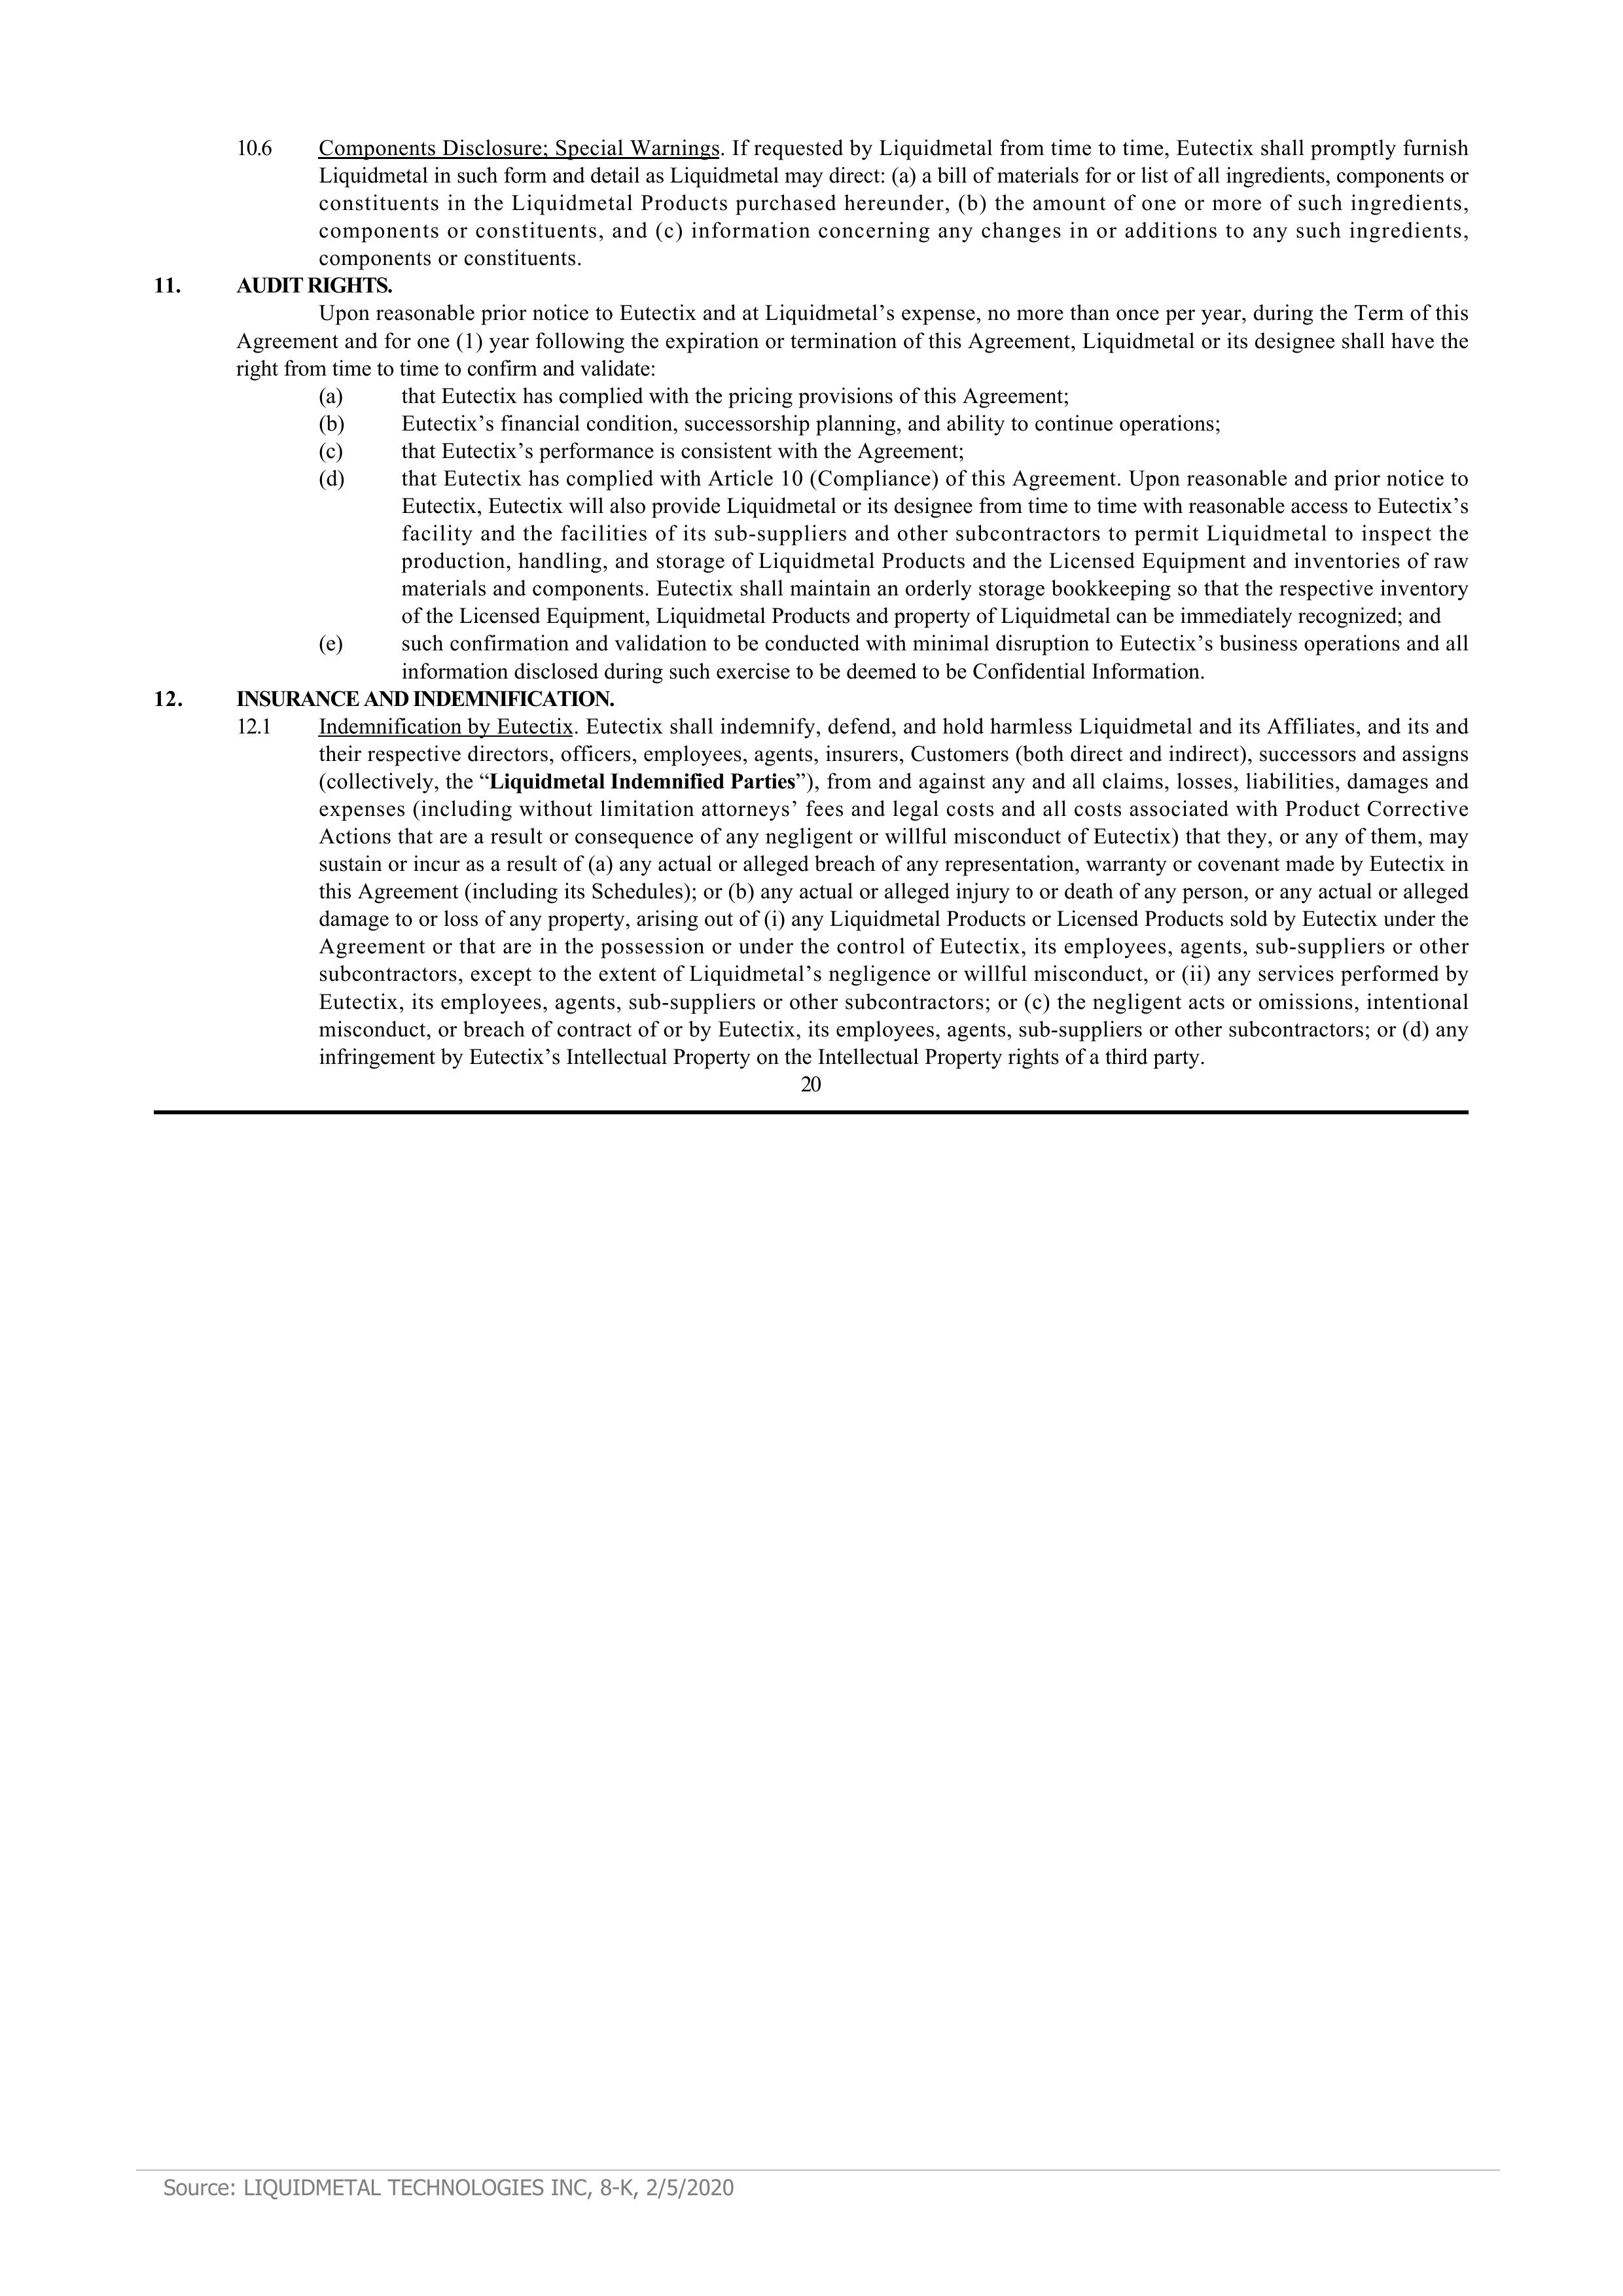 10.6 Components Disclosure; Special Warnings. If requested by Liquidmetal from time to time, Eutectix shall promptly furnish
Liquidmetal in such form and detail as Liquidmetal may direct: (a) a bill of materials for or list of all ingredients, components or
constituents in the Liquidmetal Products purchased hereunder, (b) the amount of one or more of such ingredients,
components or constituents, and (c) information concerning any changes in or additions to any such ingredients,
components or constituents.
11. AUDIT RIGHTS.
Upon reasonable prior notice to Eutectix and at Liquidmetal’s expense, no more than once per year, during the Term of this
Agreement and for one (1) year following the expiration or termination of this Agreement, Liquidmetal or its designee shall have the
right from time to time to confirm and validate:
(a) that Eutectix has complied with the pricing provisions of this Agreement;
(b) Eutectix’s financial condition, successorship planning, and ability to continue operations;
(c) that Eutectix’s performance is consistent with the Agreement;
(d) that Eutectix has complied with Article 10 (Compliance) of this Agreement. Upon reasonable and prior notice to
Eutectix, Eutectix will also provide Liquidmetal or its designee from time to time with reasonable access to Eutectix’s
facility and the facilities of its sub-suppliers and other subcontractors to permit Liquidmetal to inspect the
production, handling, and storage of Liquidmetal Products and the Licensed Equipment and inventories of raw
materials and components. Eutectix shall maintain an orderly storage bookkeeping so that the respective inventory
of the Licensed Equipment, Liquidmetal Products and property of Liquidmetal can be immediately recognized; and
(e) such confirmation and validation to be conducted with minimal disruption to Eutectix’s business operations and all
information disclosed during such exercise to be deemed to be Confidential Information.
12. INSURANCE AND INDEMNIFICATION.
12.1 Indemnification by Eutectix. Eutectix shall indemnify, defend, and hold harmless Liquidmetal and its Affiliates, and its and
their respective directors, officers, employees, agents, insurers, Customers (both direct and indirect), successors and assigns
(collectively, the “Liquidmetal Indemnified Parties”), from and against any and all claims, losses, liabilities, damages and
expenses (including without limitation attorneys’ fees and legal costs and all costs associated with Product Corrective
Actions that are a result or consequence of any negligent or willful misconduct of Eutectix) that they, or any of them, may
sustain or incur as a result of (a) any actual or alleged breach of any representation, warranty or covenant made by Eutectix in
this Agreement (including its Schedules); or (b) any actual or alleged injury to or death of any person, or any actual or alleged
damage to or loss of any property, arising out of (i) any Liquidmetal Products or Licensed Products sold by Eutectix under the
Agreement or that are in the possession or under the control of Eutectix, its employees, agents, sub-suppliers or other
subcontractors, except to the extent of Liquidmetal’s negligence or willful misconduct, or (ii) any services performed by
Eutectix, its employees, agents, sub-suppliers or other subcontractors; or (c) the negligent acts or omissions, intentional
misconduct, or breach of contract of or by Eutectix, its employees, agents, sub-suppliers or other subcontractors; or (d) any
infringement by Eutectix’s Intellectual Property on the Intellectual Property rights of a third party.
20
Source: LIQUIDMETAL TECHNOLOGIES INC, 8-K, 2/5/2020